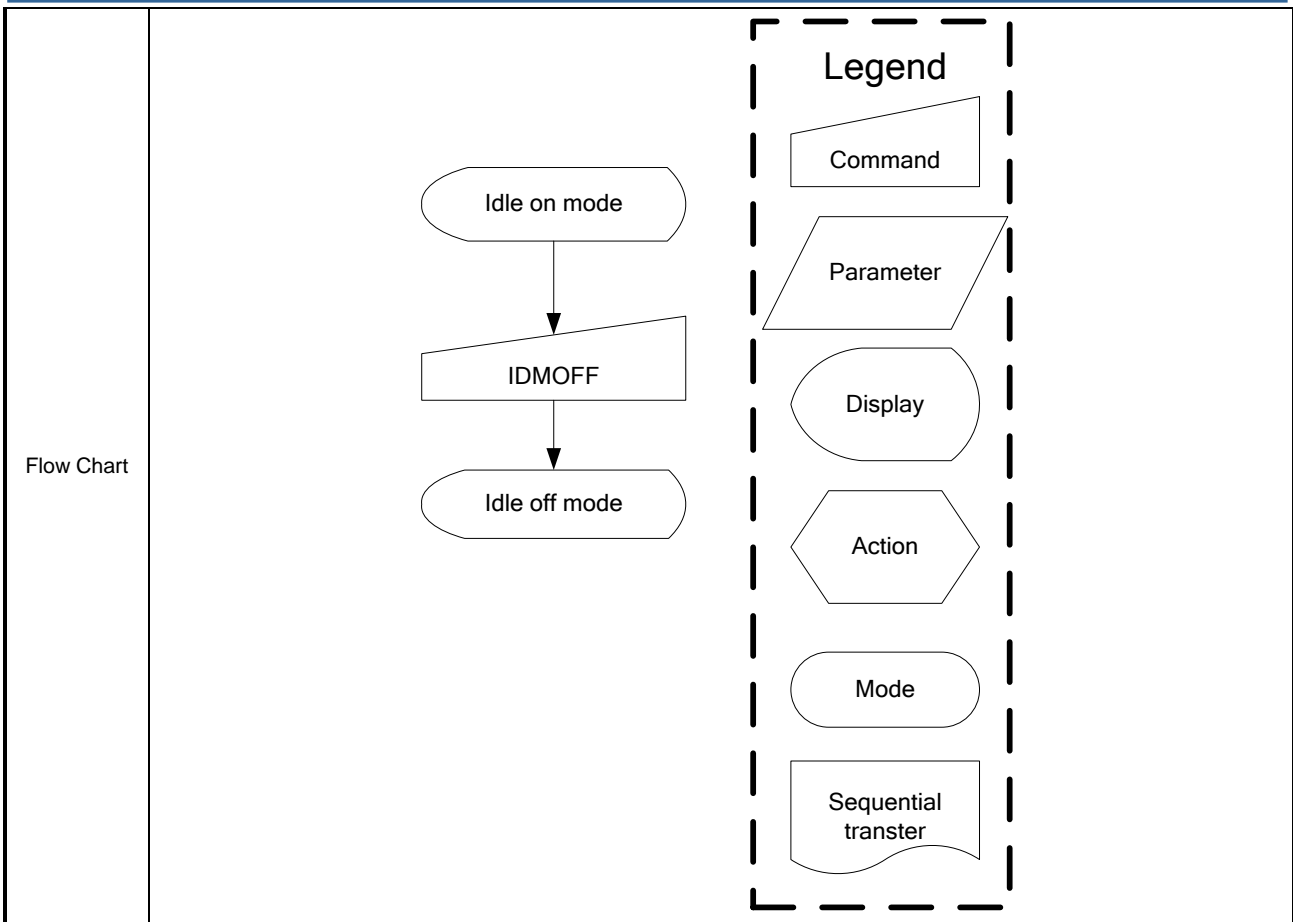 Flow Chart
Idle on mode
IDMOFF
Idle off mode
Legend
Command
Parameter
Display
Action
Mode
Sequential
transter